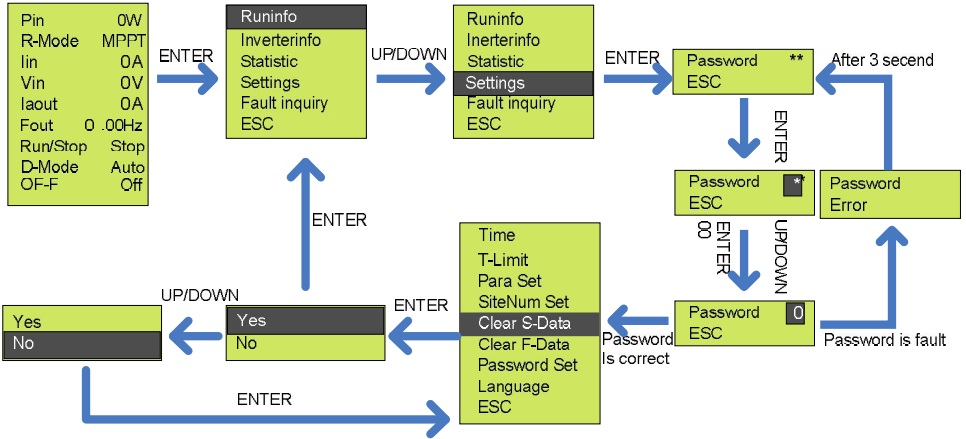 Pin 0W
R-Mode MPPT
Iin 0A
Vin 0V
Iaout 0A
Fout 0 .00Hz
Run/Stop Stop
D-Mode Auto
OF-F Off
ENTER
Runinfo
Inverterinfo
Statistic
Settings
Fault inquiry
ESC
UP/DOWN
Runinfo
Inerterinfo
Statistic
Settings
Fault inquiry
ESC
ENTER
Password **
ESC
After 3 secend
ENTER
Password **
ESC
Password
Error
ENTER
00
UP/DOWN
Password 0
ESC
Password is fault
Password
Is correct
Time
T-Limit
Para Set
SiteNum Set
Clear S-Data
Clear F-Data
Password Set
Language
ESC
ENTER
Yes
No
ENTER
UP/DOWN
Yes
No
ENTER